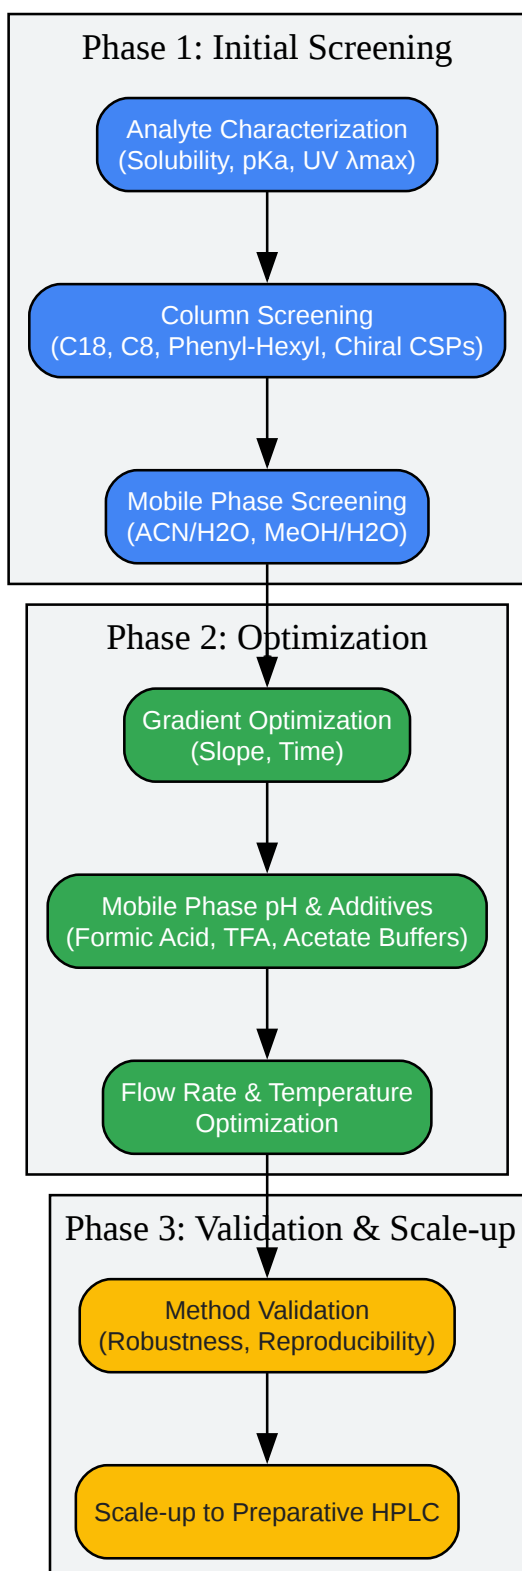 Phase 1: Initial Screening
Analyte Characterization
(Solubility, pKa, UV λmax)
Column Screening
(C18, C8, Phenyl-Hexyl, Chiral CSPs)
Mobile Phase Screening
(ACN/H2O, MeOH/H2O)
Phase 2: Optimization
Gradient Optimization
(Slope, Time)
Mobile Phase pH & Additives
(Formic Acid, TFA, Acetate Buffers)
Flow Rate & Temperature
Optimization
Phase 3: Validation & Scale-up
Method Validation
(Robustness, Reproducibility)
Scale-up to Preparative HPLC